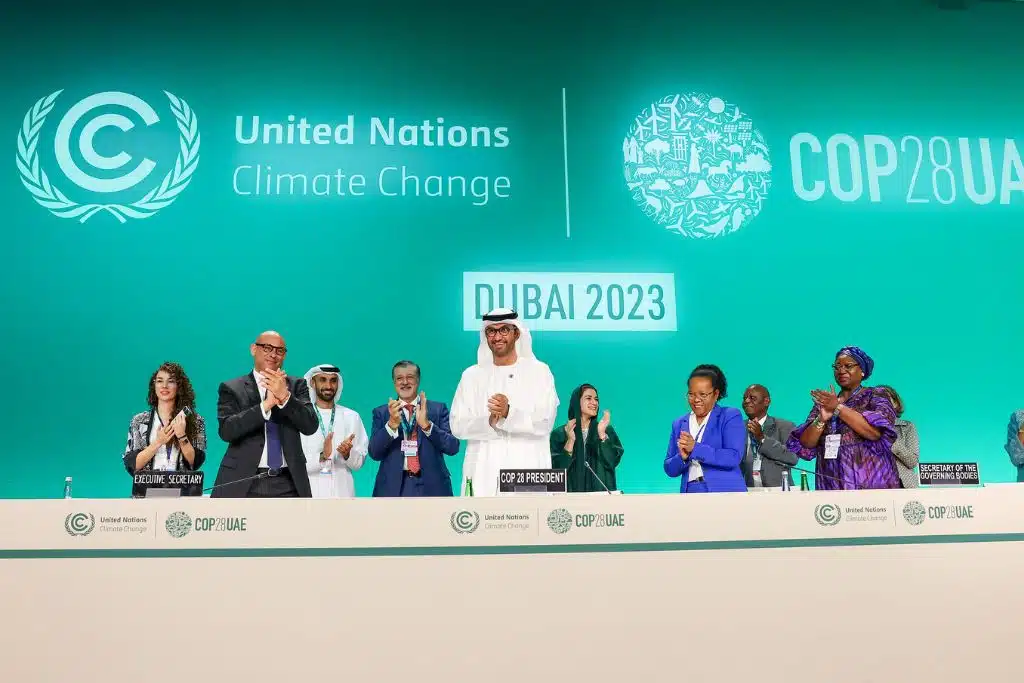 United Nations
Climate Change
COP28UA
DUBAI 2023
EXECUTIVE SECRETARY
COP 28 PRESIDENT
SECRETARY OF THE
GOVERNING BODIES
United Nations
Climate Change
COP28UAE
United Nations
Climate Change
COP28UAE
United Nations
Climate Change
COP28UAE